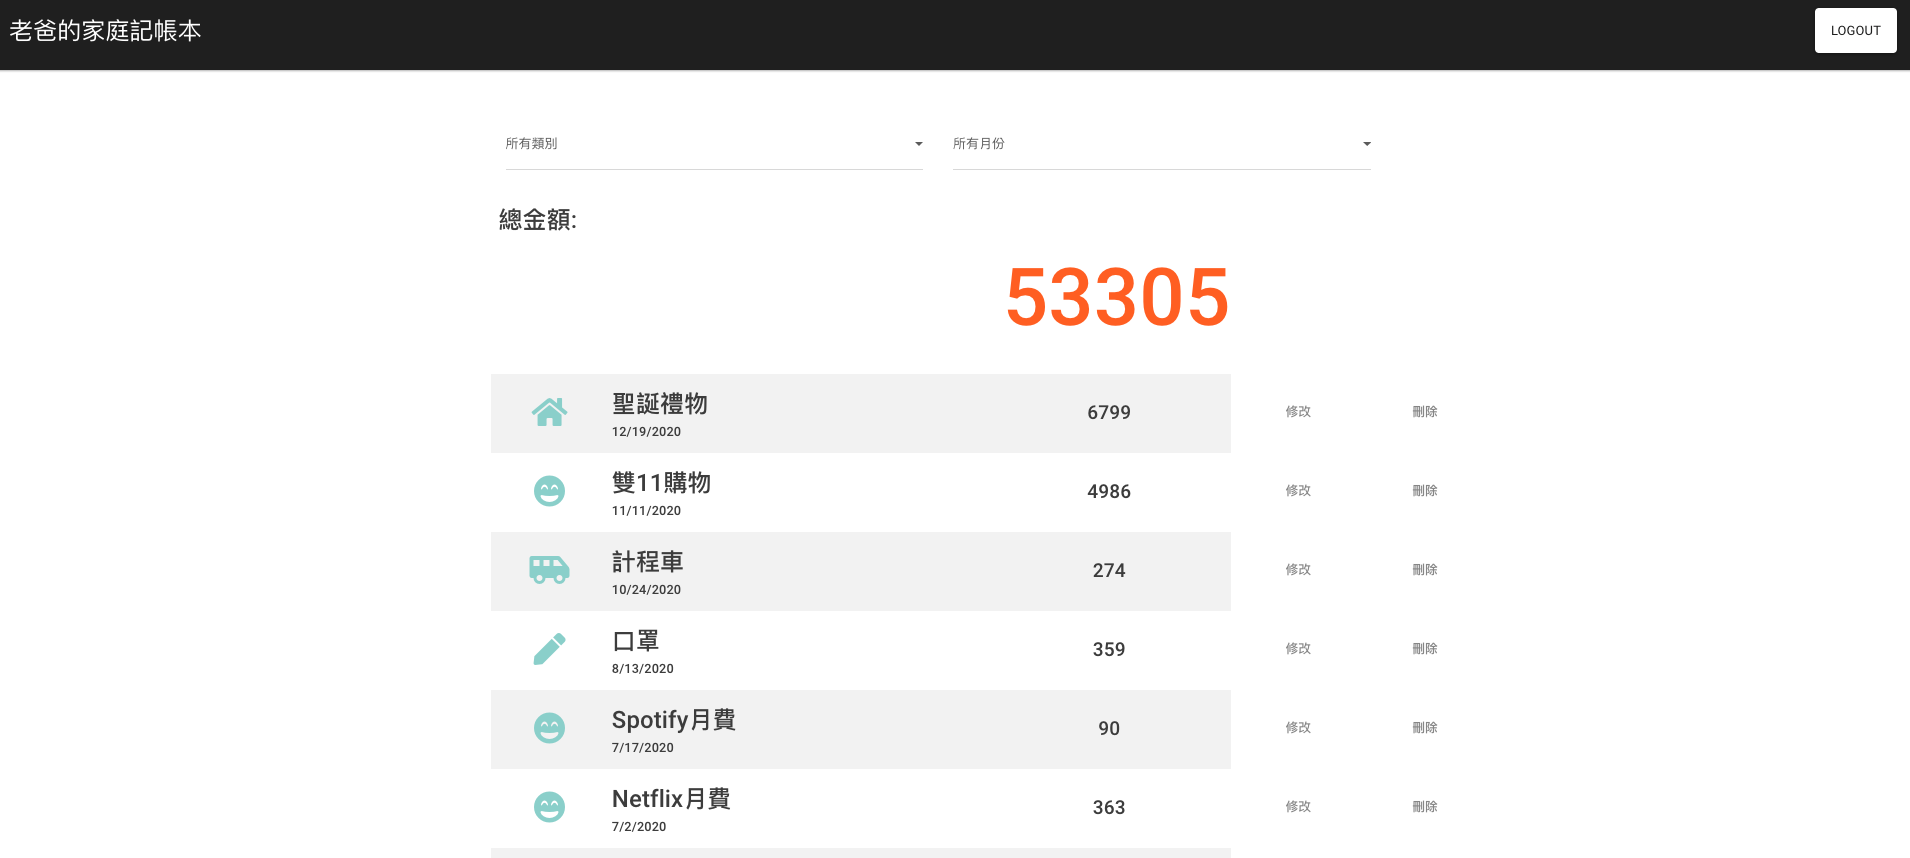 老爸的家庭記帳本
LOGOUT
所有類別
所有月份
總金額:
53305
聖誕禮物
12/19/2020
6799
修改
刪除
雙11購物
11/11/2020
4986
修改
刪除
計程車
10/24/2020
274
修改
刪除
口罩
8/13/2020
359
修改
刪除
Spotify月費
7/17/2020
90
修改
刪除
Netflix月費
7/2/2020
363
修改
刪除